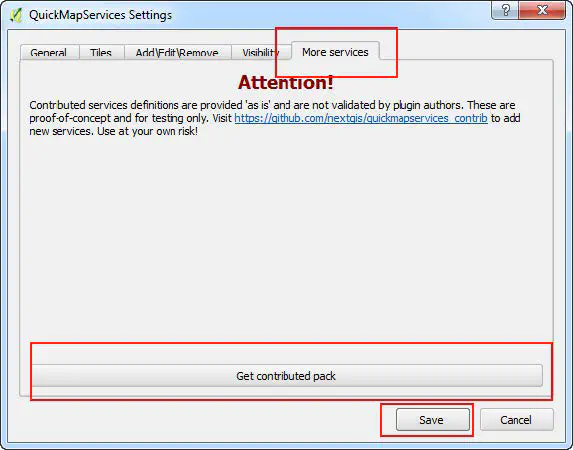 QuickMapServices Settings
General Tiles Add\Edit\Remove Visibility More services
Attention!
Contrbuted services definitions are provided 'as is' and are not validated by plugin authors. These are
proof-of-concept and for testing only. Visit https://github.com/nextgis/quickmapservices_contrib to add
new services. Use at your own risk!
Get contributed pack
Save Cancel